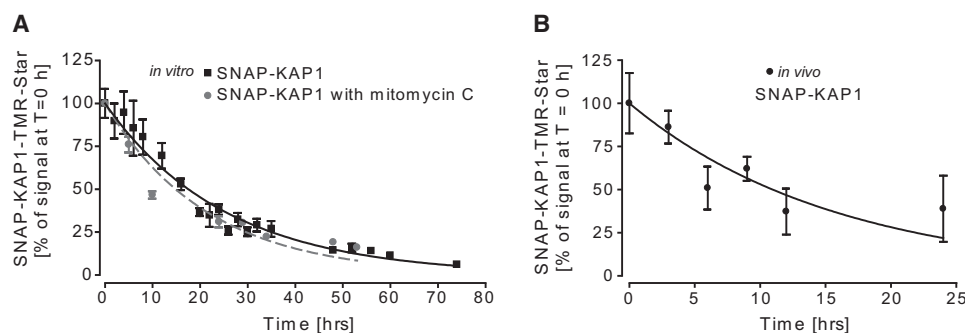 A
SNAP-KAP1-TMR-Star
[% of signal at T=0 h]
125
100
75
50
25
0
in vitro
SNAP-KAP1
SNAP-KAP1 with mitomycin C
0 10 20 30 40 50 60 70 80
Time [hrs]
B
SNAP-KAP1-TMR-Star
[% of signal at T = 0 h]
125
100
75
50
25
0
in vivo
SNAP-KAP1
0 5 10 15 20 25
Time [hrs]